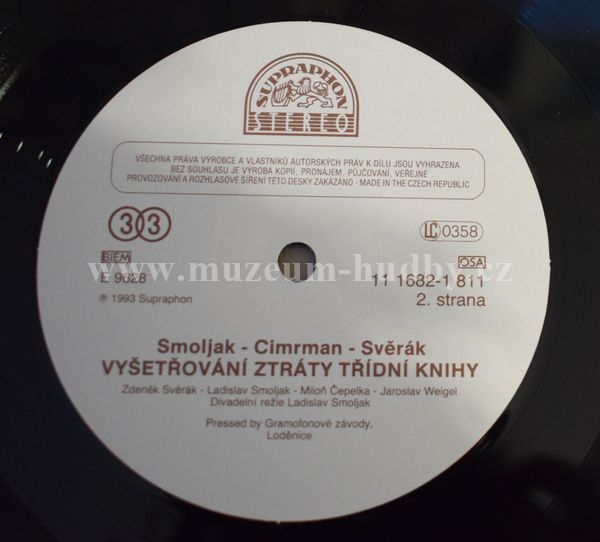 SUPRAPHON
STEREO
VŠECHNA PRÁVA VÝROBCE A VLASTNÍKŮ AUTORSKÝCH PRÁV K DÍLU JSOU VYHRAZENA.
BEZ SOUHLASU JE VÝROBA KOPIÍ, PRONÁJEM, PŮJČOVÁNÍ, VEŘEJNÉ
PROVOZOVÁNÍ A ROZHLASOVÉ ŠÍŘENÍ TÉTO DESKY ZAKÁZÁNO · MADE IN THE CZECH REPUBLIC
33
LC 0358
BIEM
OSA
www.muzeum-hudby.cz
E 9628
11 1682-1 811
℗ 1993 Supraphon
2. strana
Smoljak - Cimrman - Svěrák
VYŠETŘOVÁNÍ ZTRÁTY TŘÍDNÍ KNIHY
Zdeněk Svěrák - Ladislav Smoljak - Miloň Čepelka - Jaroslav Weigel
Divadelní režie Ladislav Smoljak
Pressed by Gramofonové závody,
Loděnice